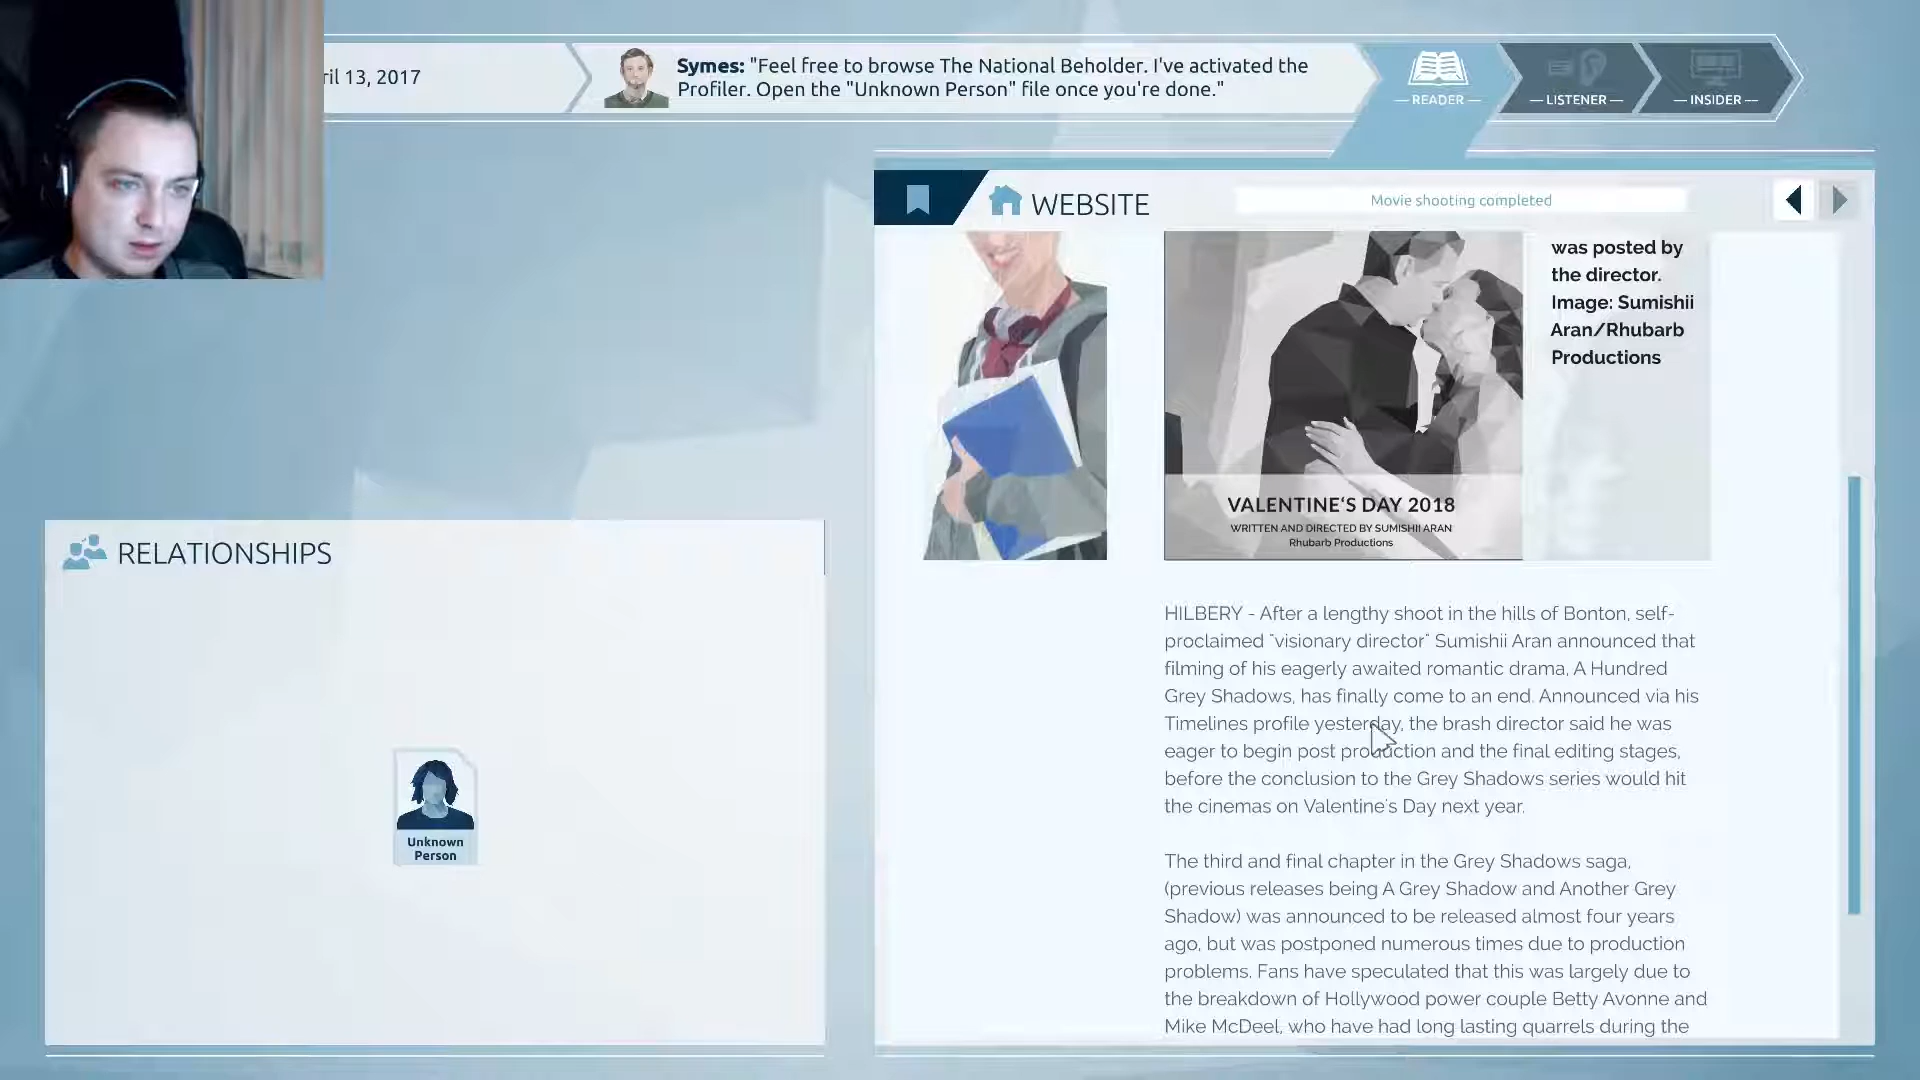 ril 13, 2017
Symes: "Feel free to browse The National Beholder. I've activated the
Profiler. Open the "Unknown Person" file once you're done."
READER
LISTENER
INSIDER
WEBSITE
Movie shooting completed
was posted by
the director.
Image: Sumishii
Aran/Rhubarb
Productions
VALENTINE'S DAY 2018
WRITTEN AND DIRECTED BY SUMISHII ARAN
Rhubarb Productions
RELATIONSHIPS
Unknown
Person
HILBERY - After a lengthy shoot in the hills of Bonton, self-
proclaimed "visionary director" Sumishii Aran announced that
filming of his eagerly awaited romantic drama, A Hundred
Grey Shadows, has finally come to an end. Announced via his
Timelines profile yesterday, the brash director said he was
eager to begin post production and the final editing stages,
before the conclusion to the Grey Shadows series would hit
the cinemas on Valentine's Day next year.
The third and final chapter in the Grey Shadows saga,
(previous releases being A Grey Shadow and Another Grey
Shadow) was announced to be released almost four years
ago, but was postponed numerous times due to production
problems. Fans have speculated that this was largely due to
the breakdown of Hollywood power couple Betty Avonne and
Mike McDeel, who have had long lasting quarrels during the